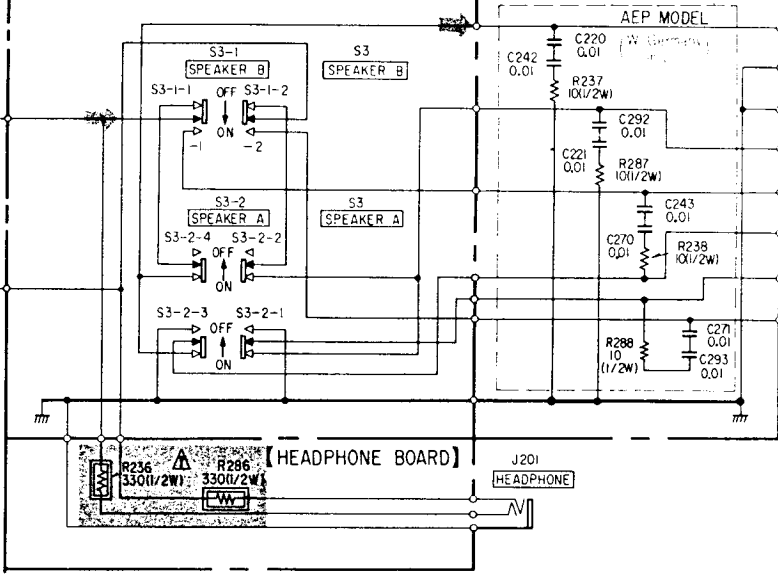 AEP MODEL
(W. Germany
C220
0.01
C242
0.01
R237
10(1/2W)
C292
0.01
C221
0.01
R287
10(1/2W)
C243
0.01
C270
0.01
R238
10(1/2W)
R288
10
(1/2W)
C271
0.01
C293
0.01
S3-1
SPEAKER B
S3
SPEAKER B
S3-1-1
OFF
S3-1-2
ON
-1
-2
S3-2
SPEAKER A
S3
SPEAKER A
S3-2-4
S3-2-2
OFF
ON
S3-2-3
S3-2-1
OFF
ON
R236
330(1/2W)
R286
330(1/2W)
【HEADPHONE BOARD】
J201
HEADPHONE